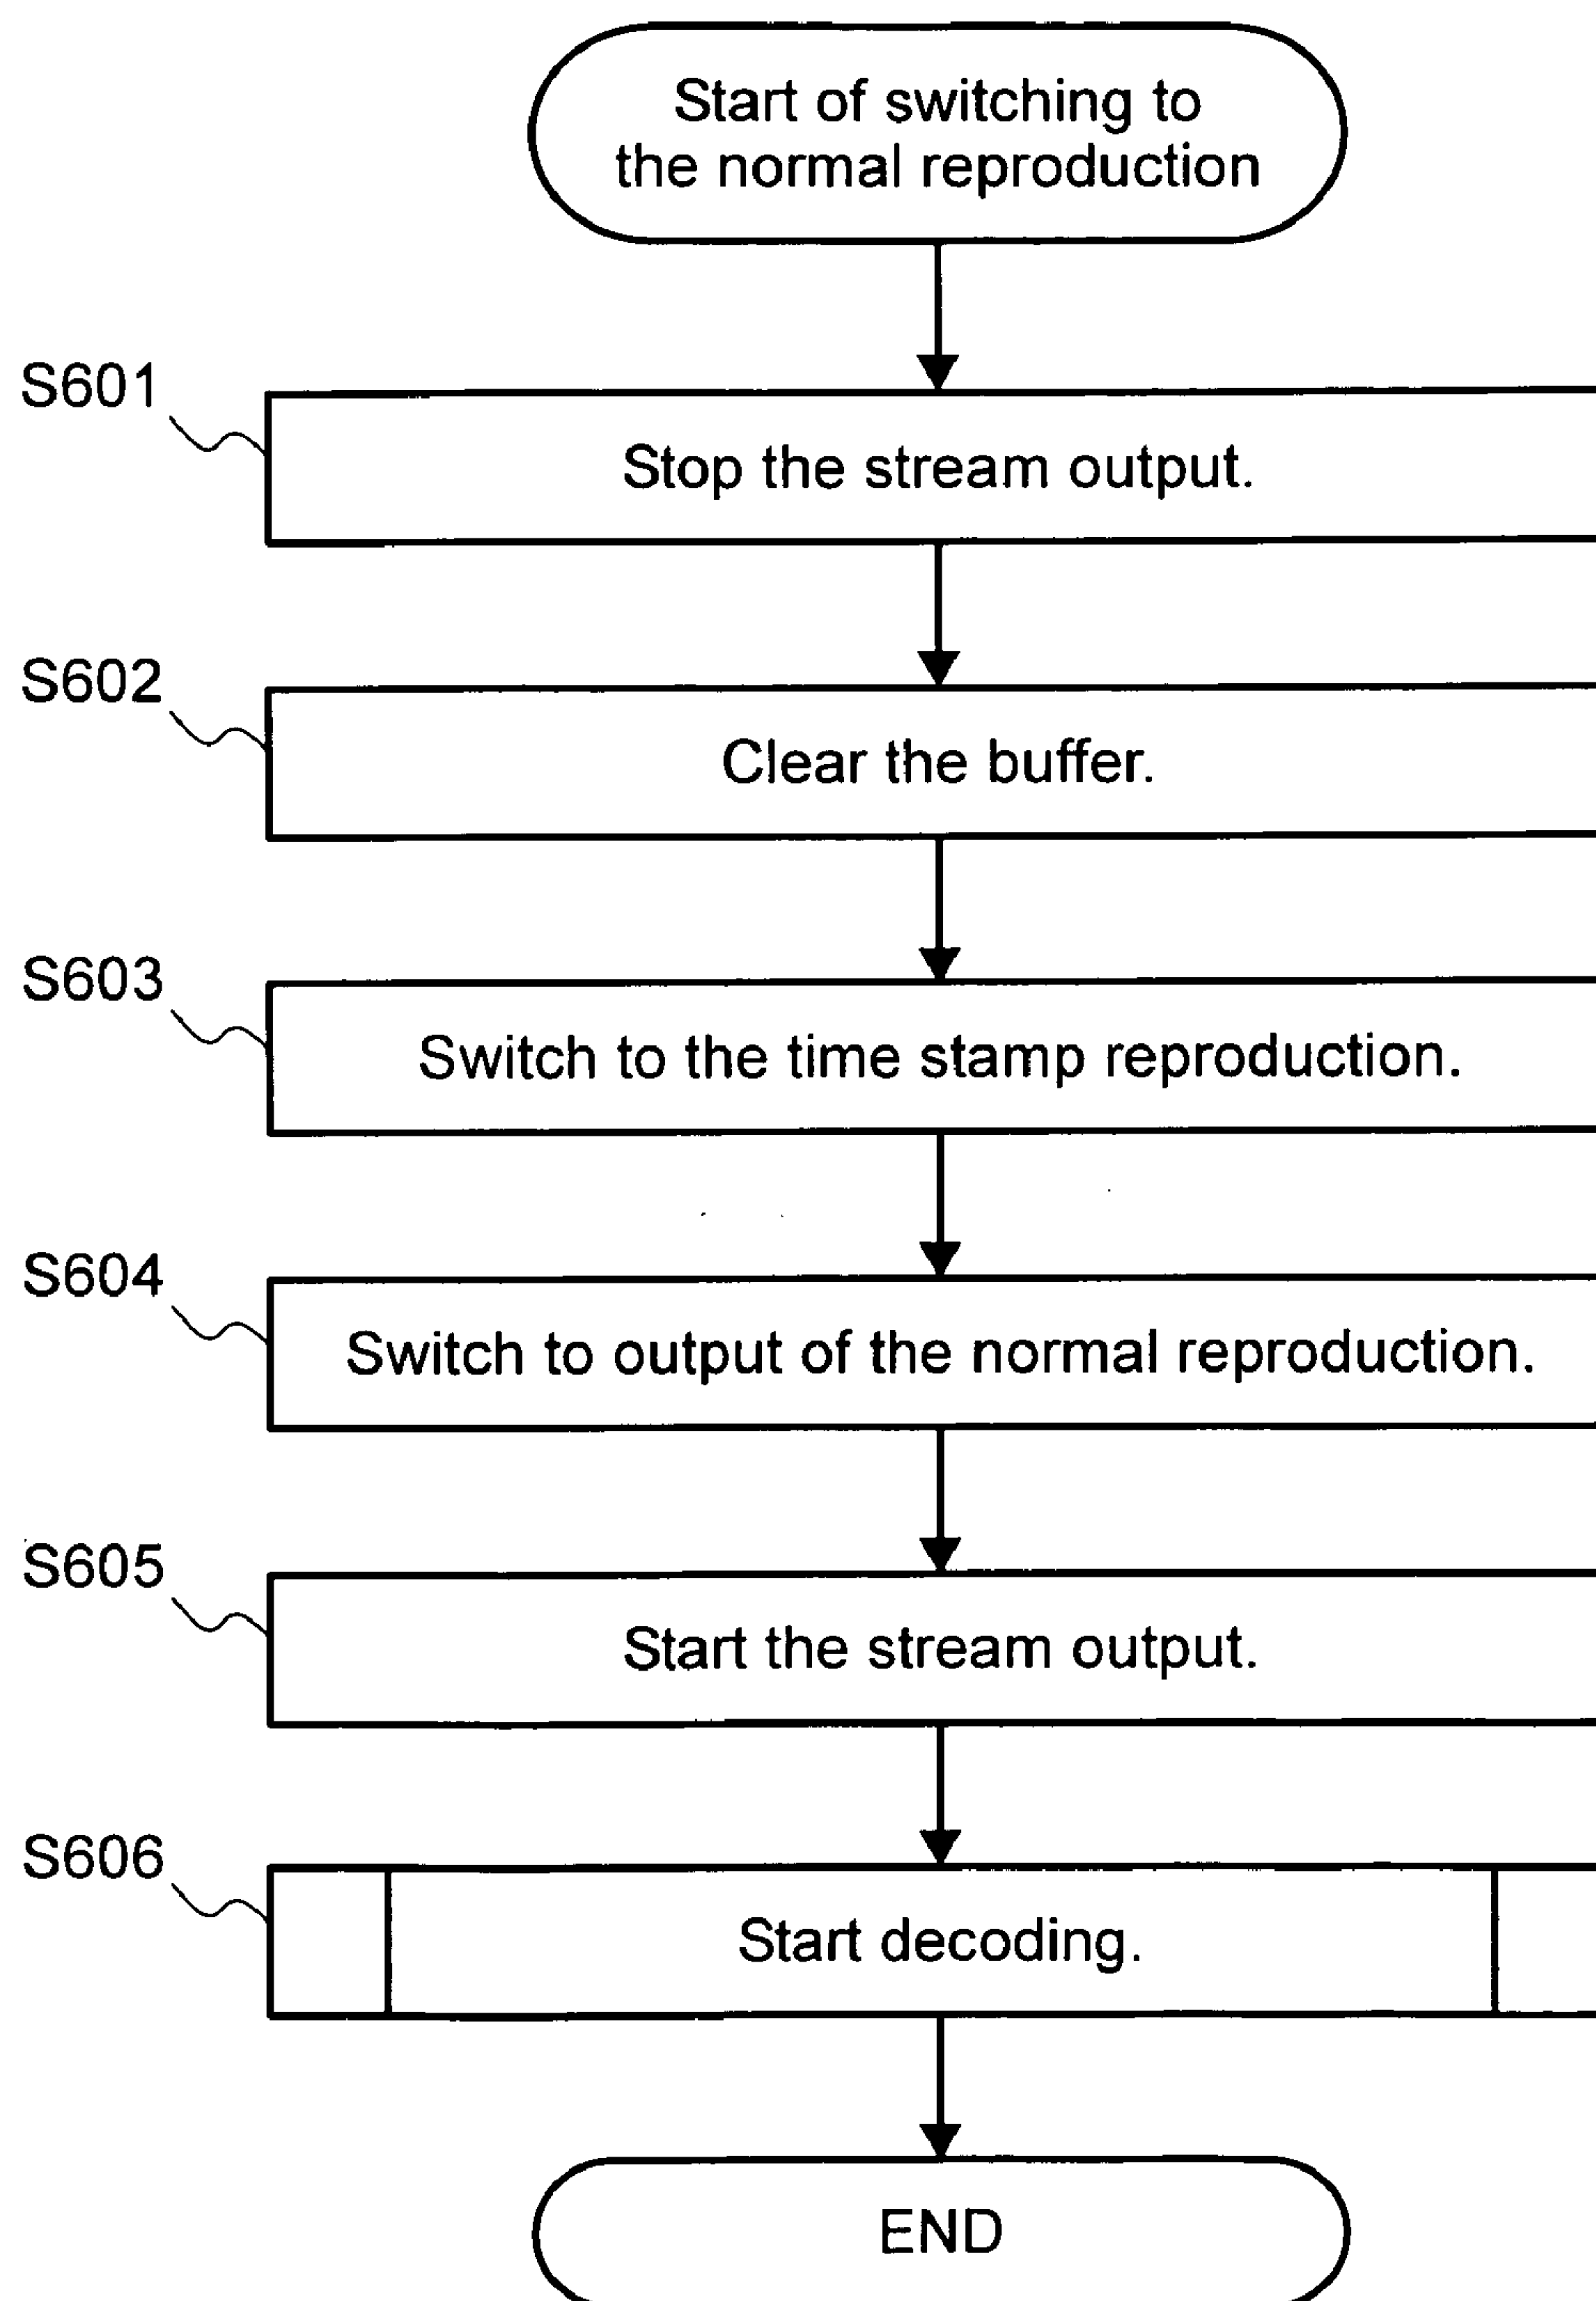 Start of switching to
the normal reproduction
S601
Stop the stream output.
S602
Clear the buffer.
S603
Switch to the time stamp reproduction.
S604
Switch to output of the normal reproduction.
S605
Start the stream output.
S606
Start decoding.
END